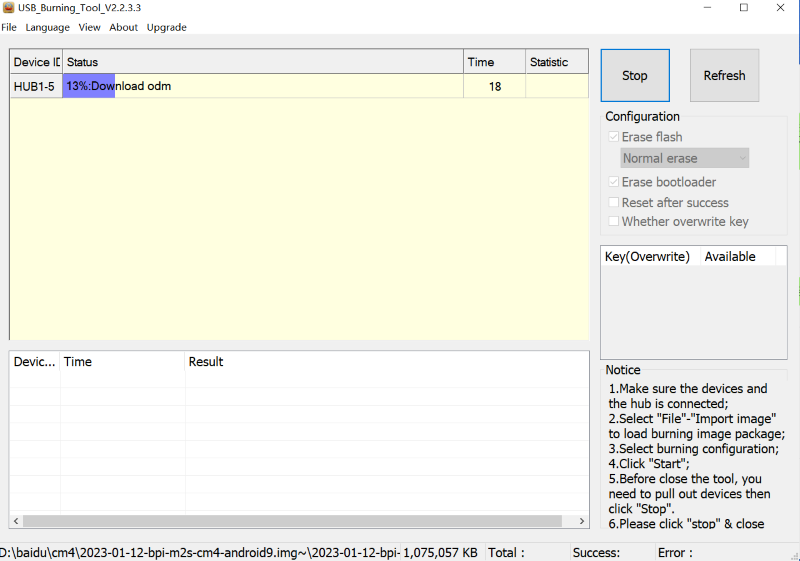 USB_Burning_Tool_V2.2.3.3
File Language View About Upgrade
Device ID Status Time Statistic
HUB1-5 13%:Download odm 18
Stop Refresh
Configuration
Erase flash
Normal erase
Erase bootloader
Reset after success
Whether overwrite key
Key(Overwrite) Available
Devic... Time Result
Notice
1.Make sure the devices and
the hub is connected;
2.Select "File"-"Import image"
to load burning image package;
3.Select burning configuration;
4.Click "Start";
5.Before close the tool, you
need to pull out devices then
click "Stop".
6.Please click "stop" & close
D:\baidu\cm4\2023-01-12-bpi-m2s-cm4-android9.img~\2023-01-12-bpi- 1,075,057 KB Total : Success: Error :